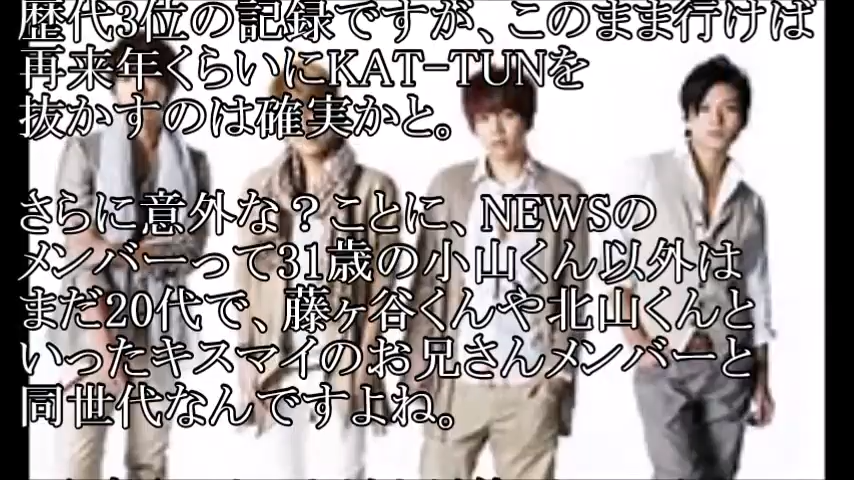 歴代3位の記録ですが、このまま行けば
再来年くらいにKAT-TUNを
抜かすのは確実かと。
さらに意外な？ことに、NEWSの
メンバーって31歳の小山くん以外は
まだ20代で、藤ヶ谷くんや北山くんと
いったキスマイのお兄さんメンバーと
同世代なんですよね。